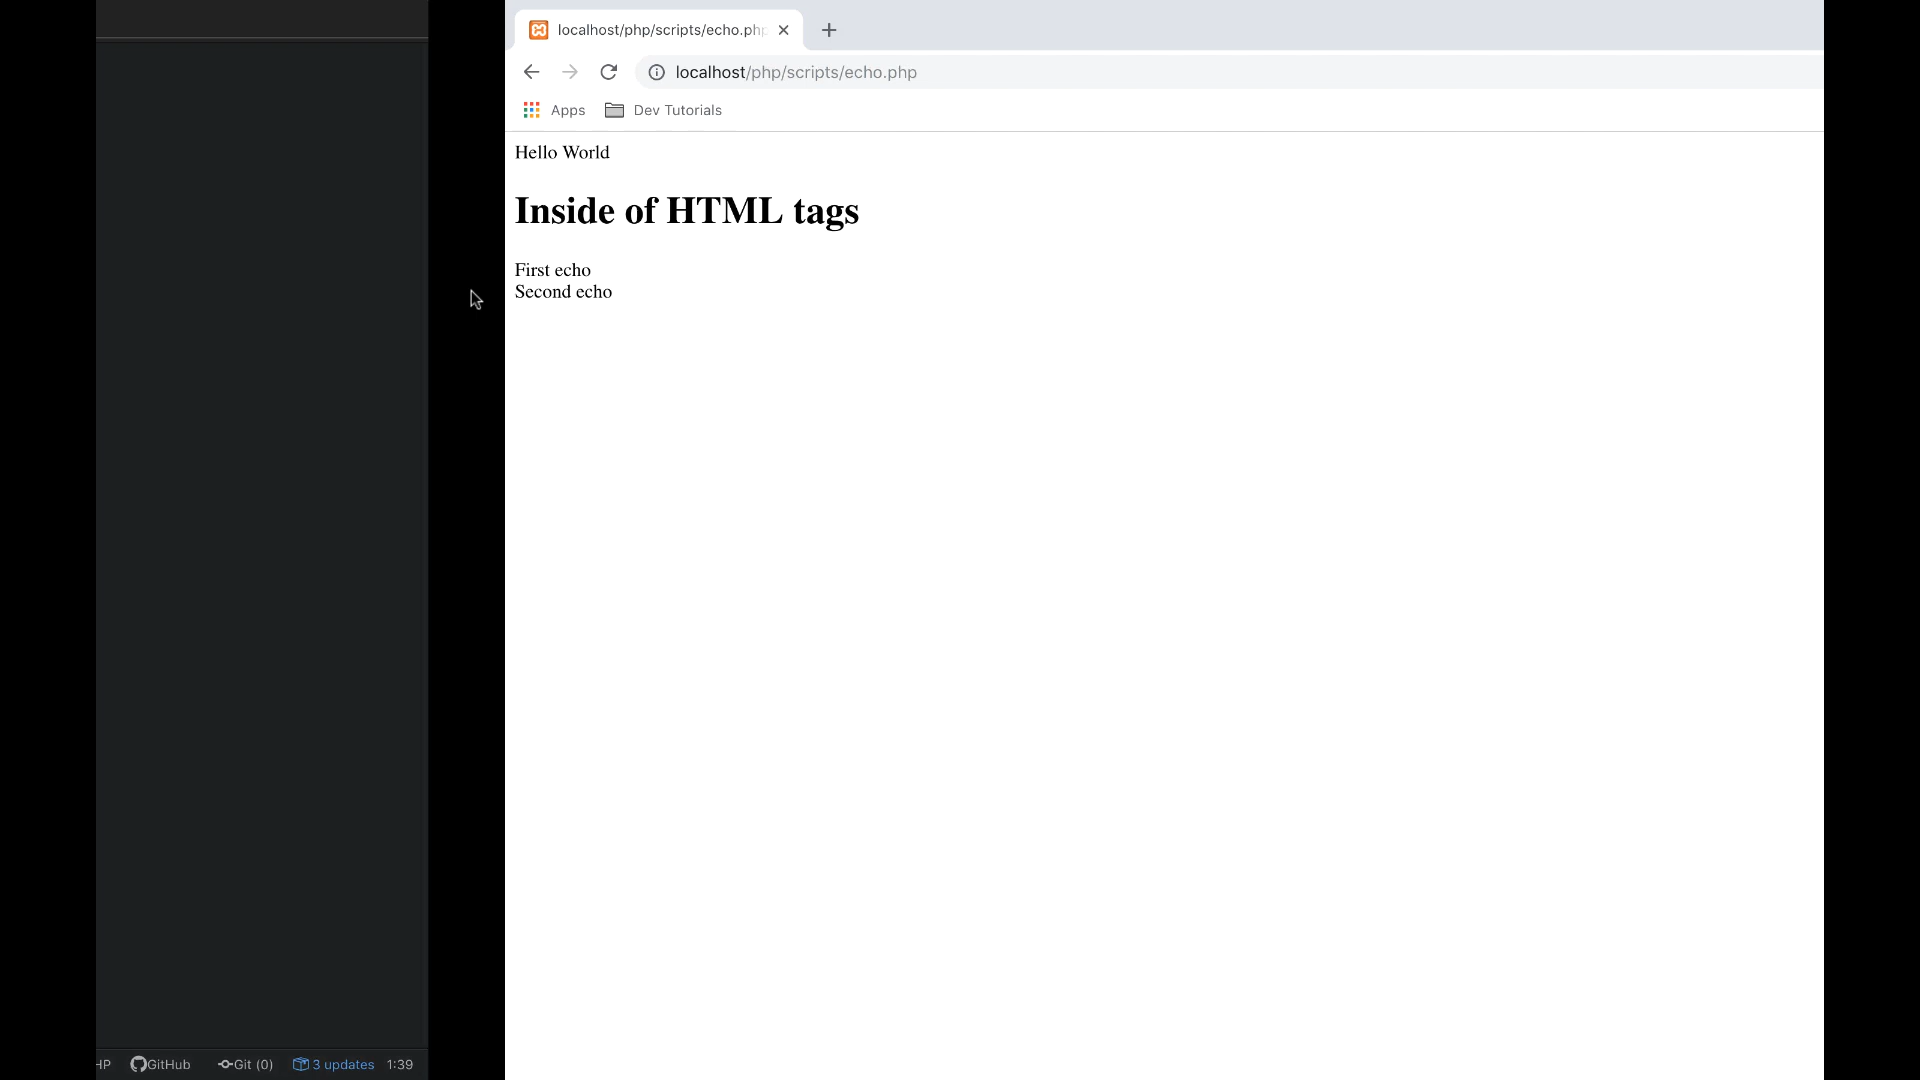 localhost/php/scripts/echo.php
localhost/php/scripts/echo.php
Apps Dev Tutorials
Hello World
Inside of HTML tags
First echo
Second echo
HP GitHub Git (0) 3 updates 1:39